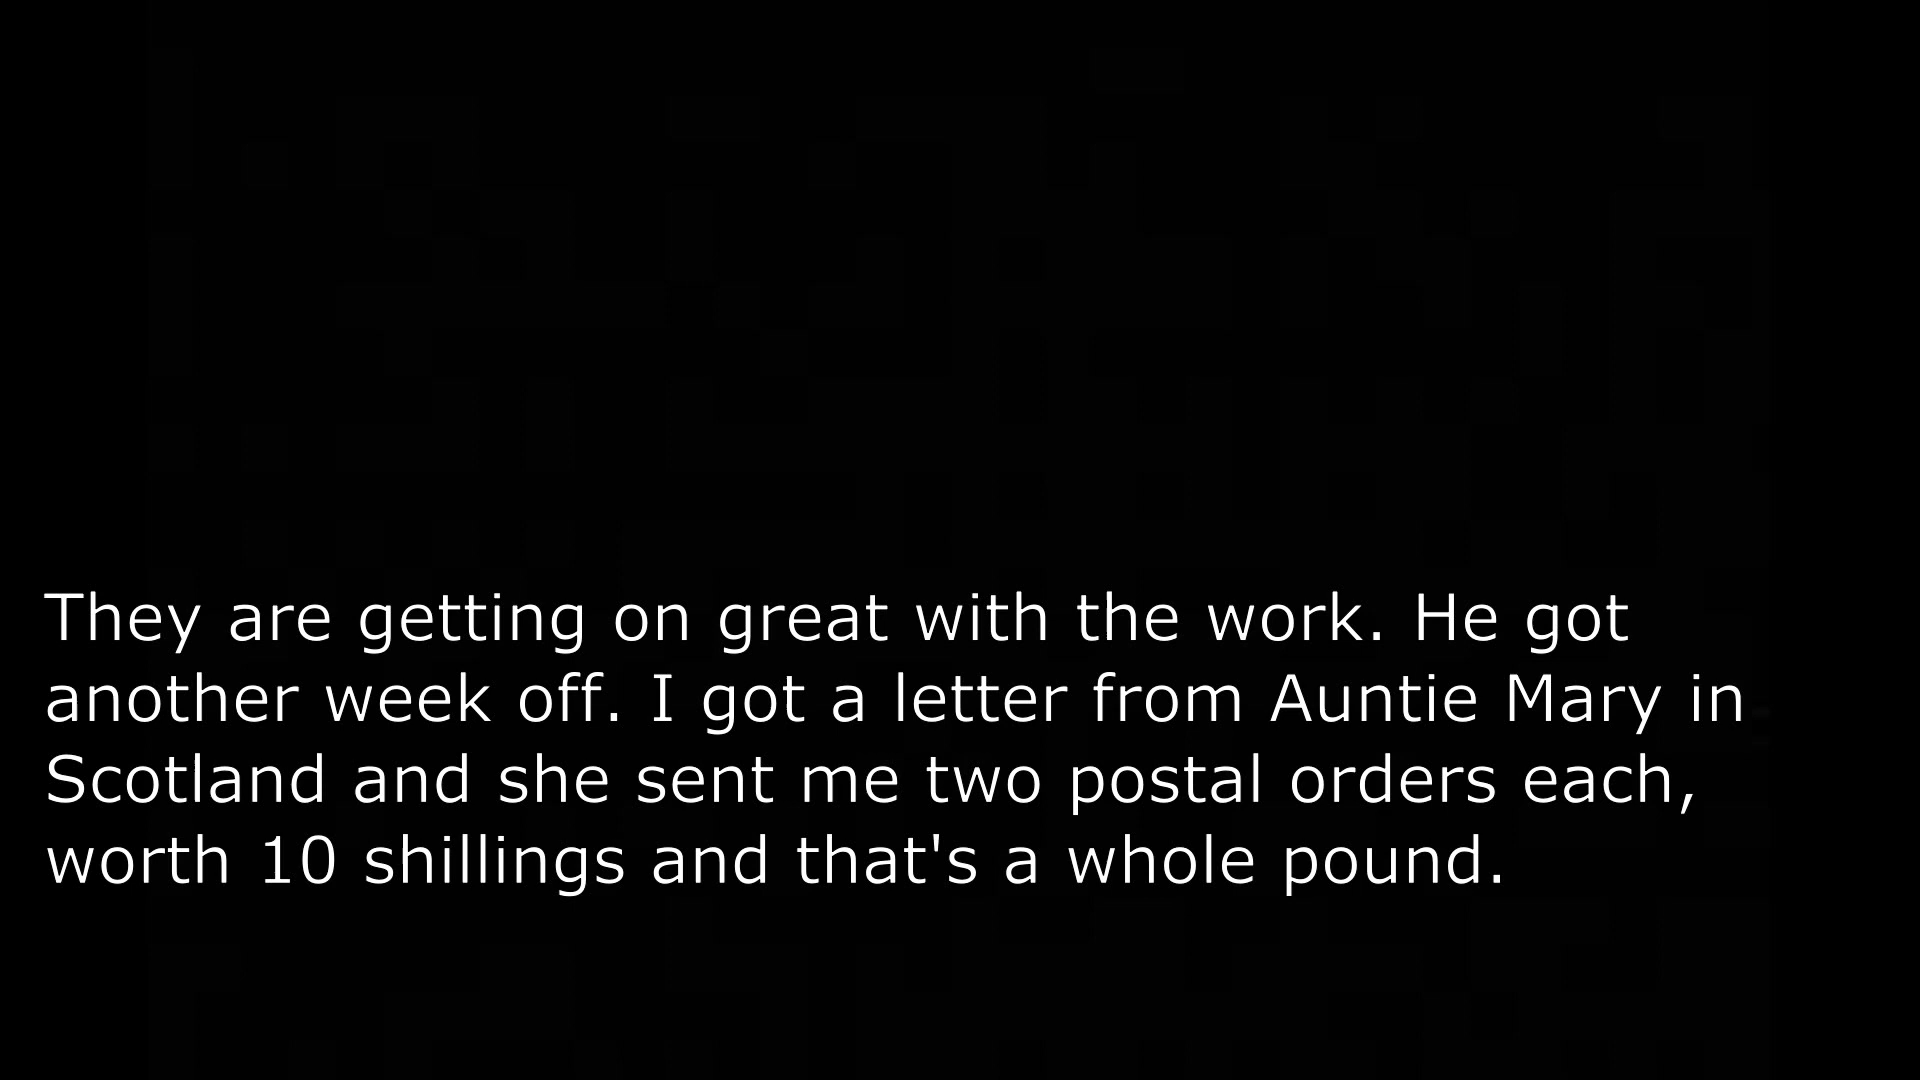 They are getting on great with the work. He got
another week off. I got a letter from Auntie Mary in
Scotland and she sent me two postal orders each,
worth 10 shillings and that's a whole pound.